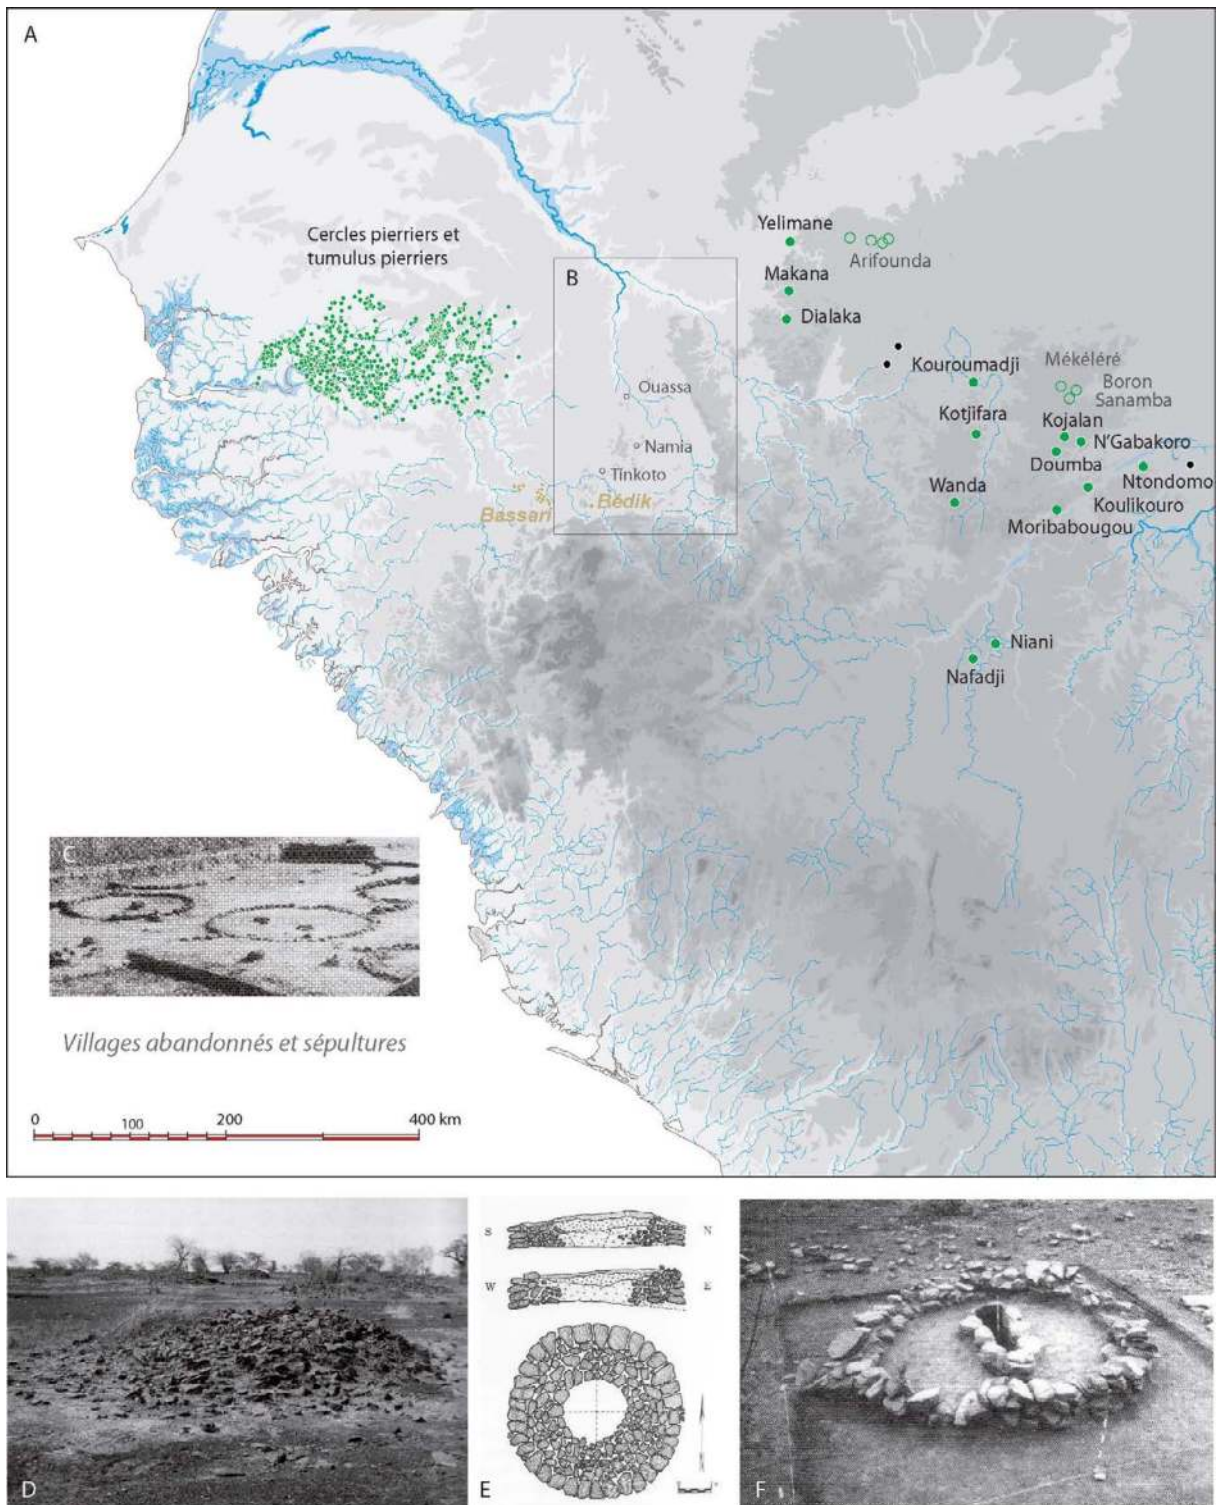 A
Cercles pierriers et
tumulus pierriers
Yelimane
Arifounda
Makana
B
Dialaka
Kouroumadji
Mékéléré
Ouassa
Boron
Sanamba
Kotjifara
Kojalan
N'Gabakoro
Namia
Doumba
Tinkoto
Ntondomo
Wanda
Bédik
Bassari
Koulikouro
Moribabougou
Niani
Nafadji
C
Villages abandonnés et sépultures
0 100 200 400 km
S N
W E
D
E
F